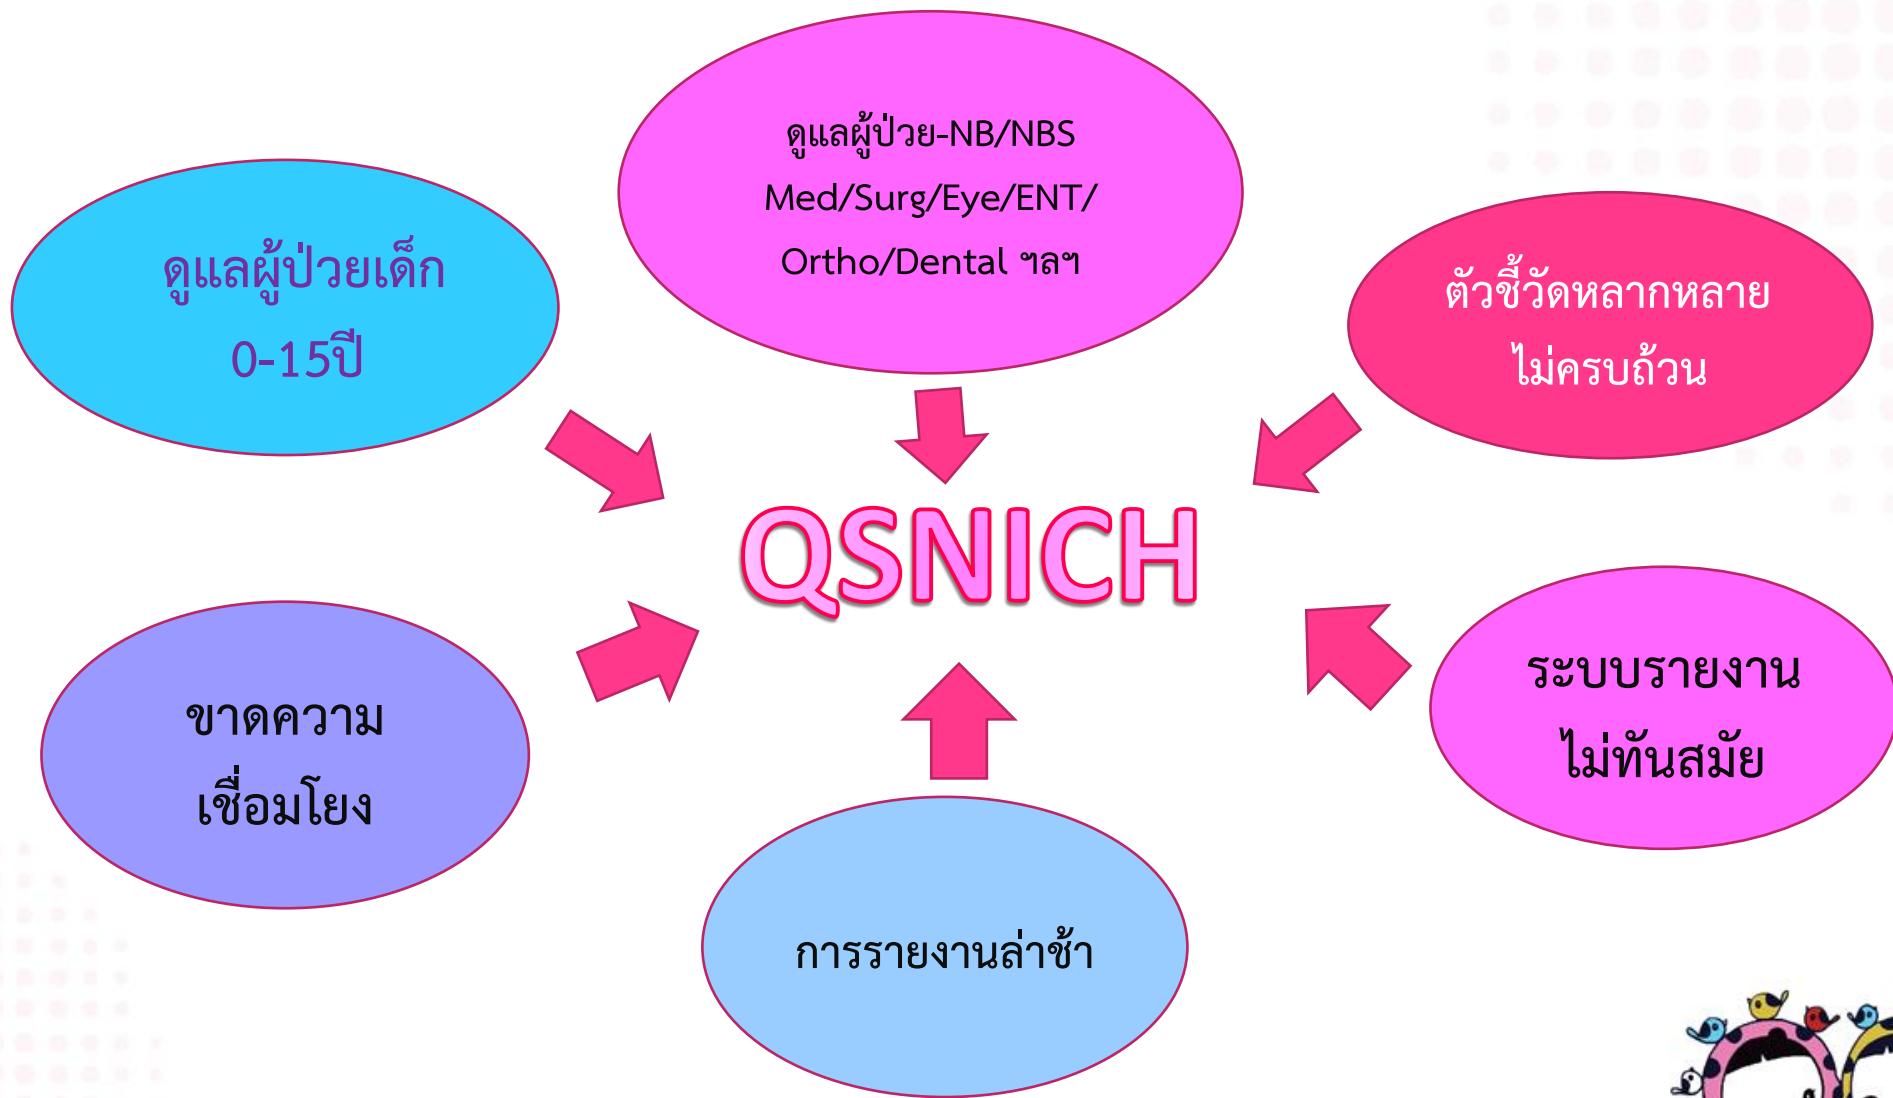 ดูแลผู้ป่วย-NB/NBS
Med/Surg/Eye/ENT/
Ortho/Dental ฯลฯ
ดูแลผู้ป่วยเด็ก
0-15ปี
ตัวชี้วัดหลากหลาย
ไม่ครบถ้วน
QSNICH
ขาดความ
เชื่อมโยง
ระบบรายงาน
ไม่ทันสมัย
การรายงานล่าช้า